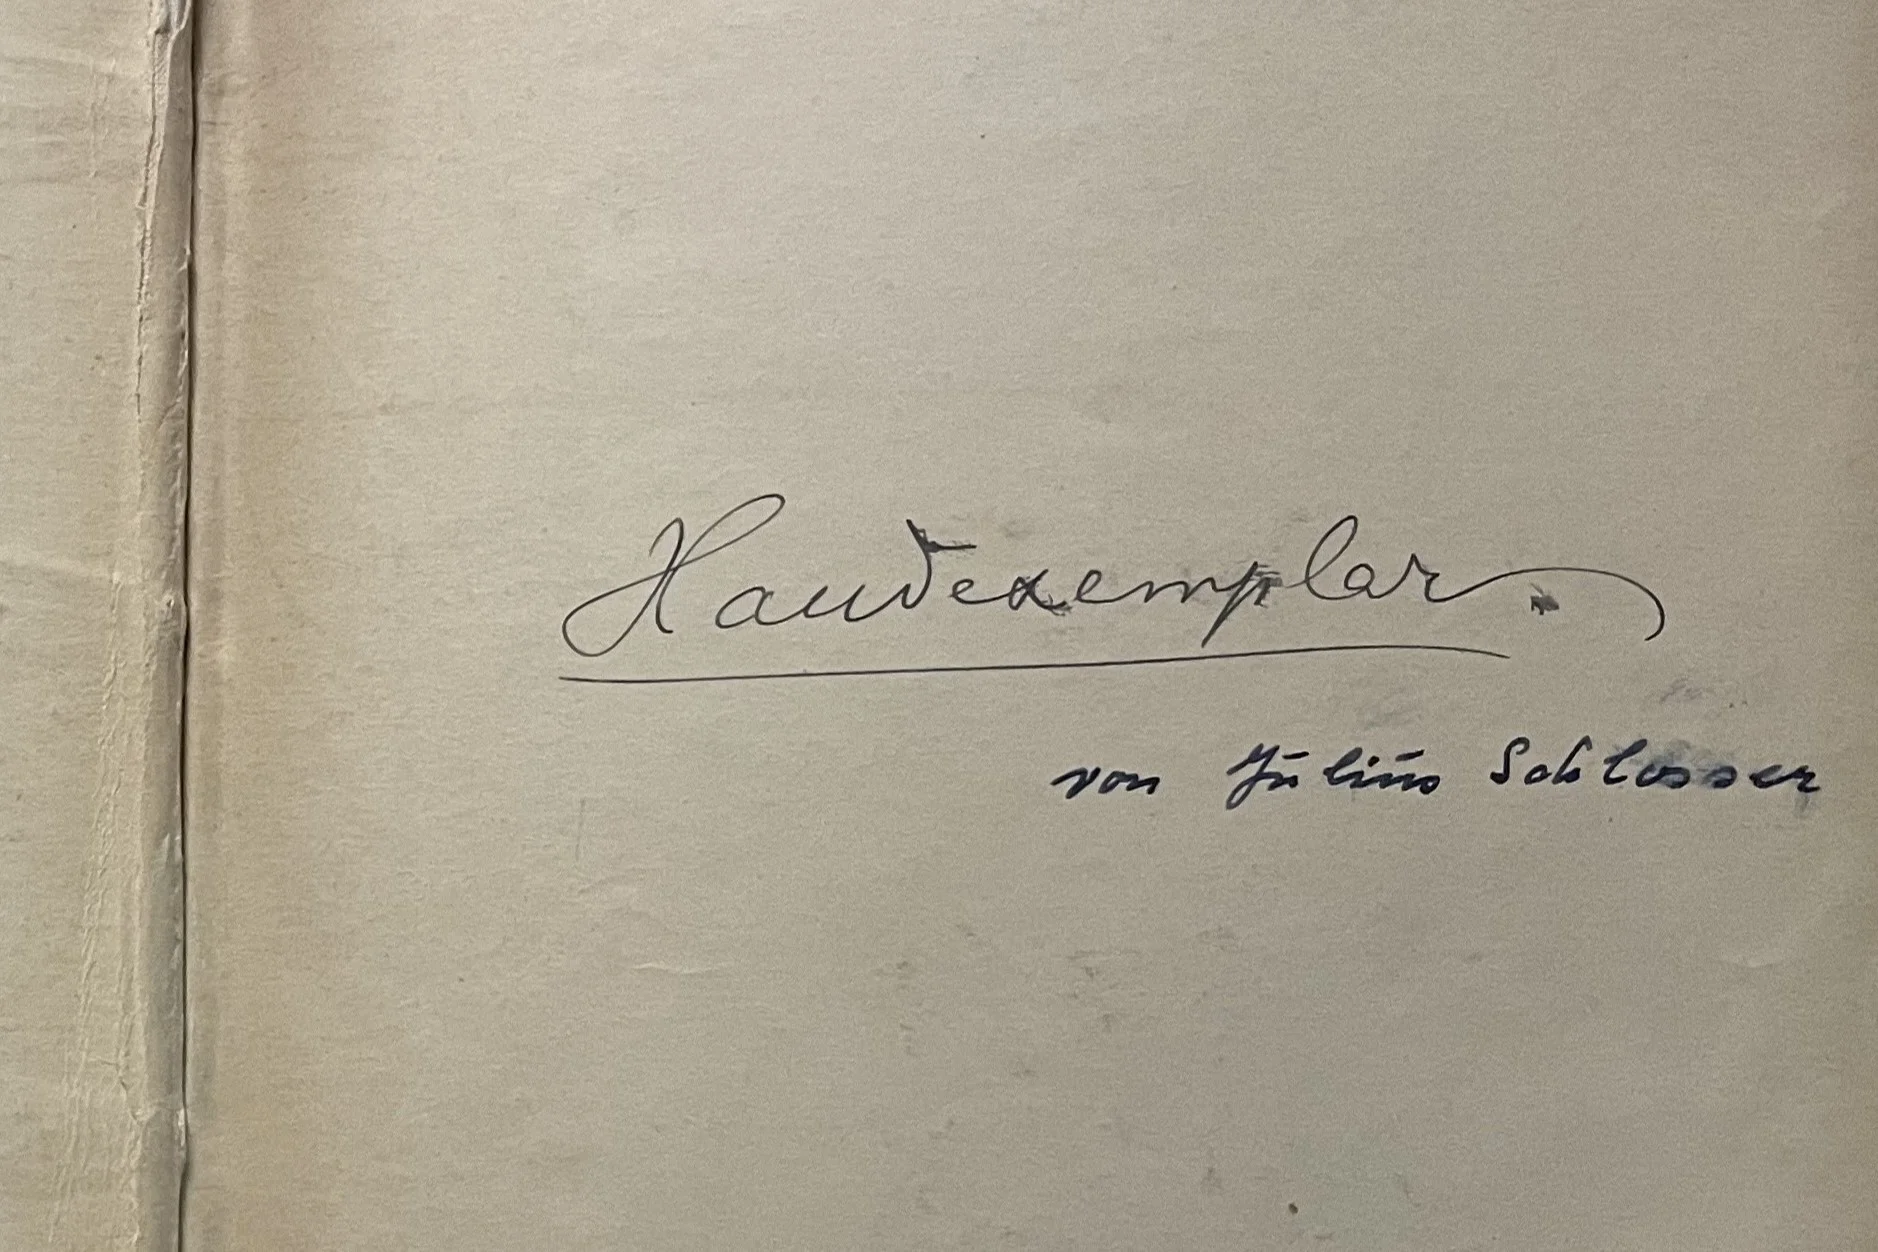 Handexemplar.
von Julius Schlosser